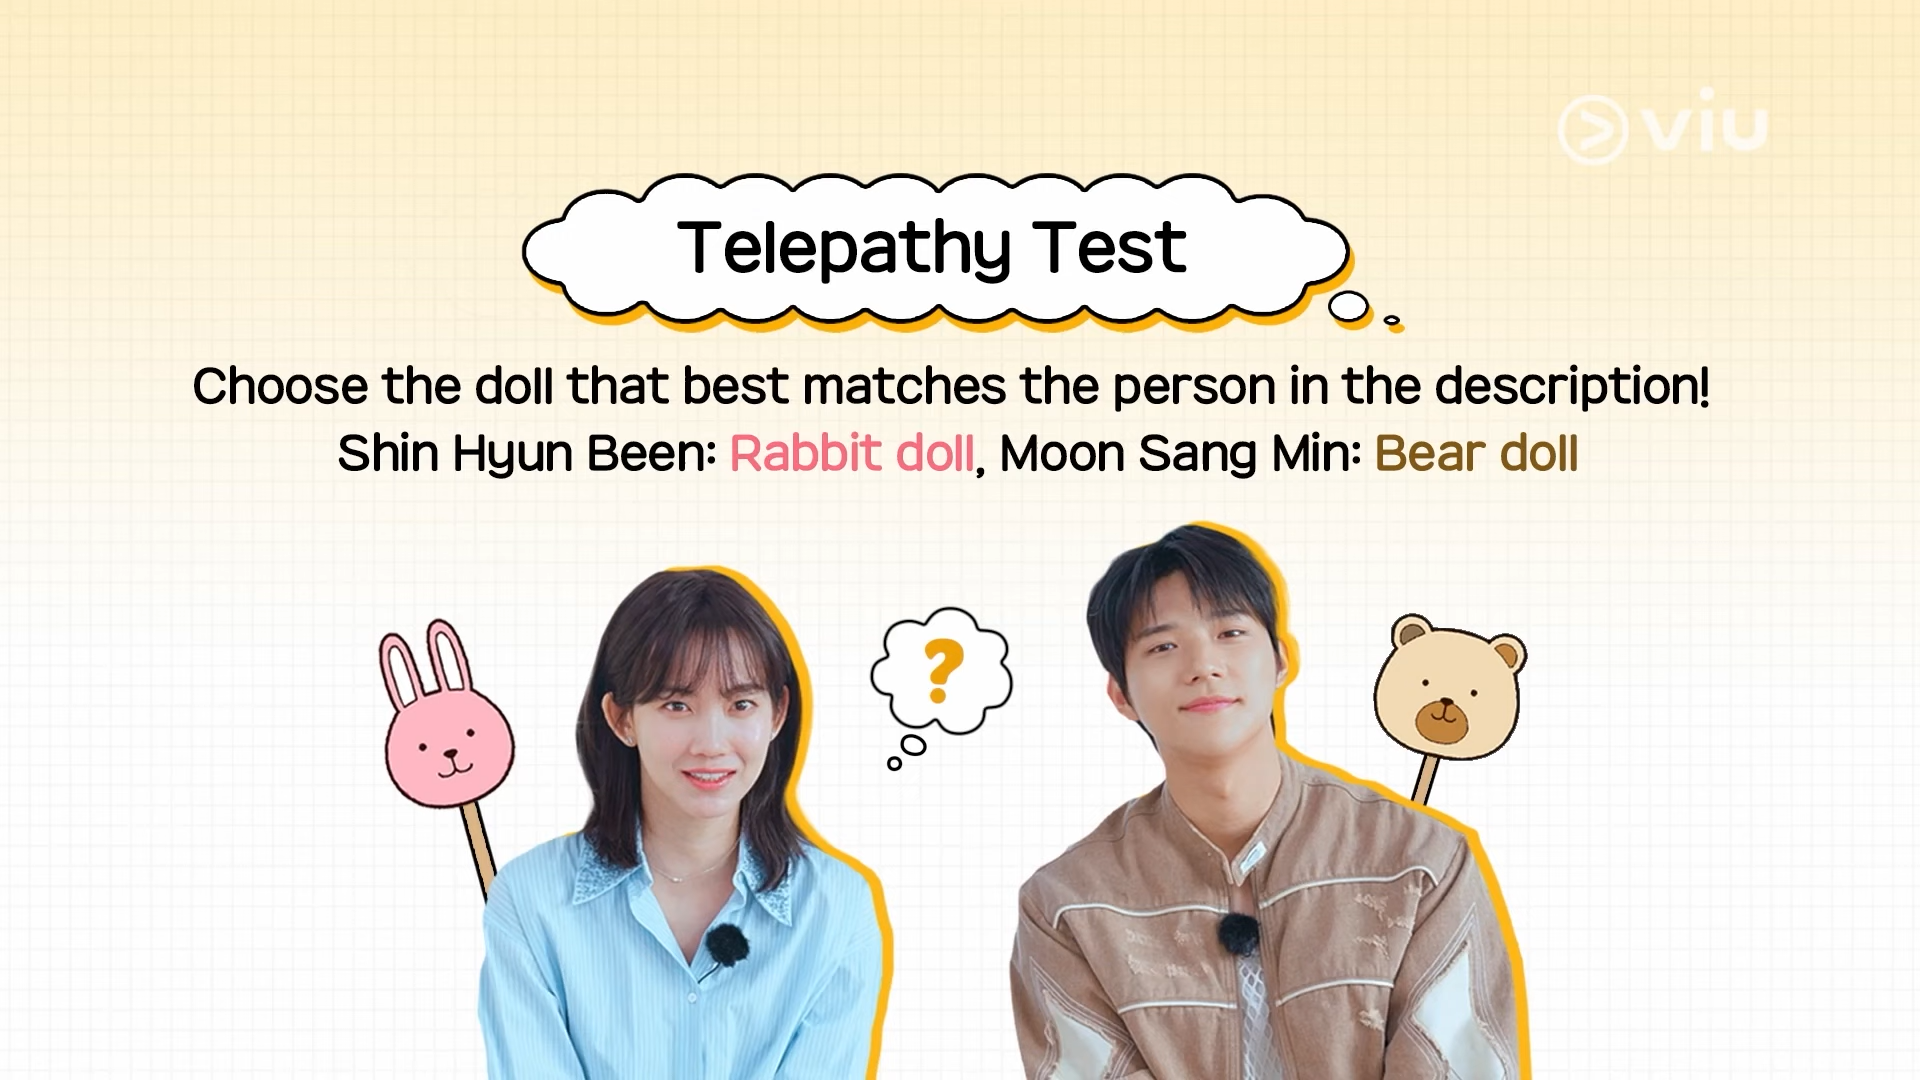 viu
Telepathy Test
Choose the doll that best matches the person in the description!
Shin Hyun Been: Rabbit doll, Moon Sang Min: Bear doll
?